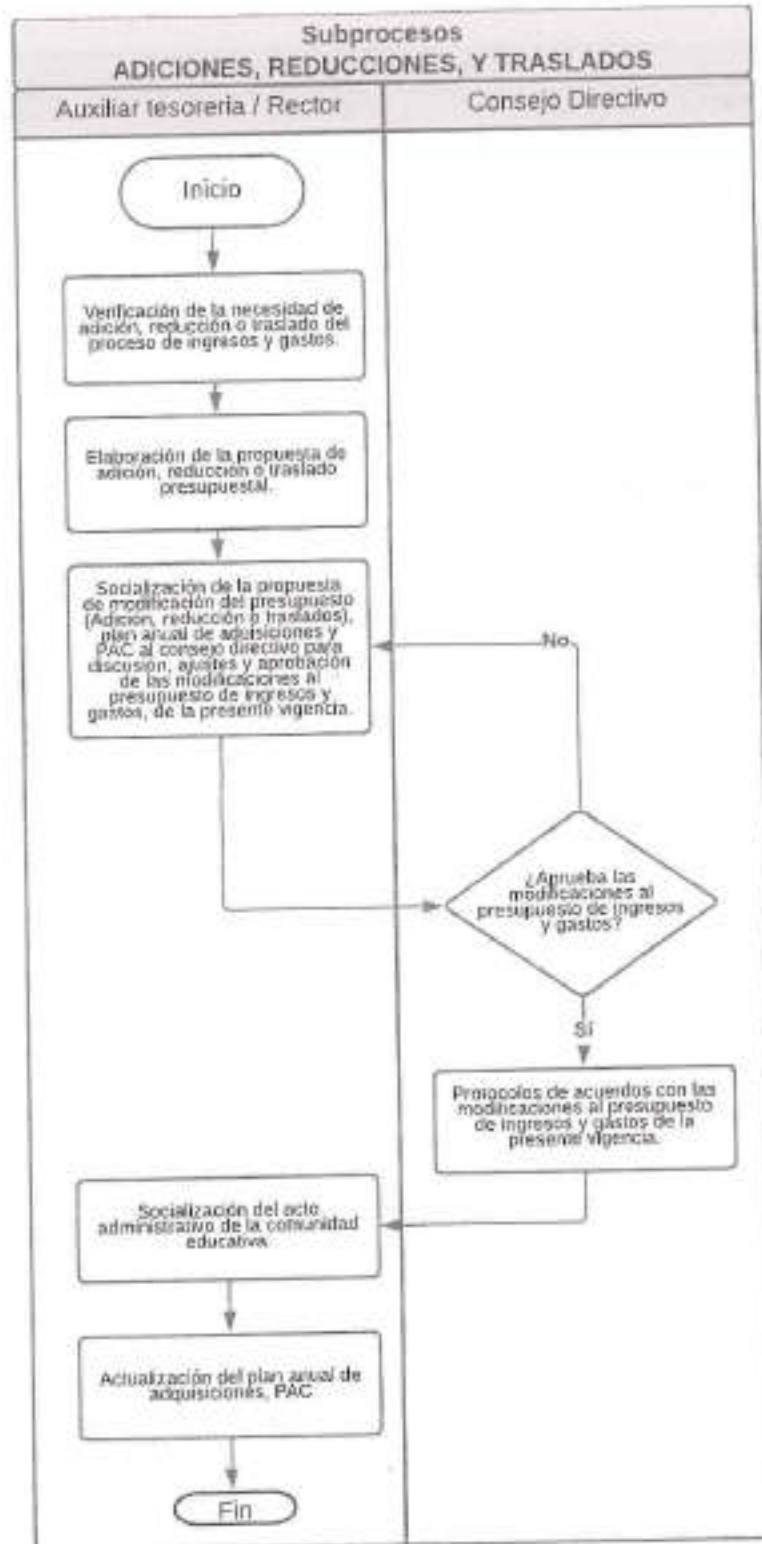 Subprocesos
ADICIONES, REDUCCIONES, Y TRASLADOS
Auxiliar tesoreria / Rector
Consejo Directivo
Inicio
Verificación de la necesidad de
adición, reducción o traslado del
proceso de ingresos y gastos.
Elaboración de la propuesta de
adición, reducción o traslado
presupuestal.
Socialización de la propuesta
de modificación del presupuesto
(Adición, reducción o traslados),
plan anual de adquisiciones y
PAC al consejo directivo para
discusión, ajustes y aprobación
de las modificaciones al
presupuesto de ingresos y
gastos, de la presente vigencia.
No
¿Aprueba las
modificaciones al
presupuesto de ingresos
y gastos?
Sí
Protocolos de acuerdos con las
modificaciones al presupuesto
de ingresos y gastos de la
presente vigencia.
Socialización del acto
administrativo de la comunidad
educativa
Actualización del plan anual de
adquisiciones, PAC
Fin